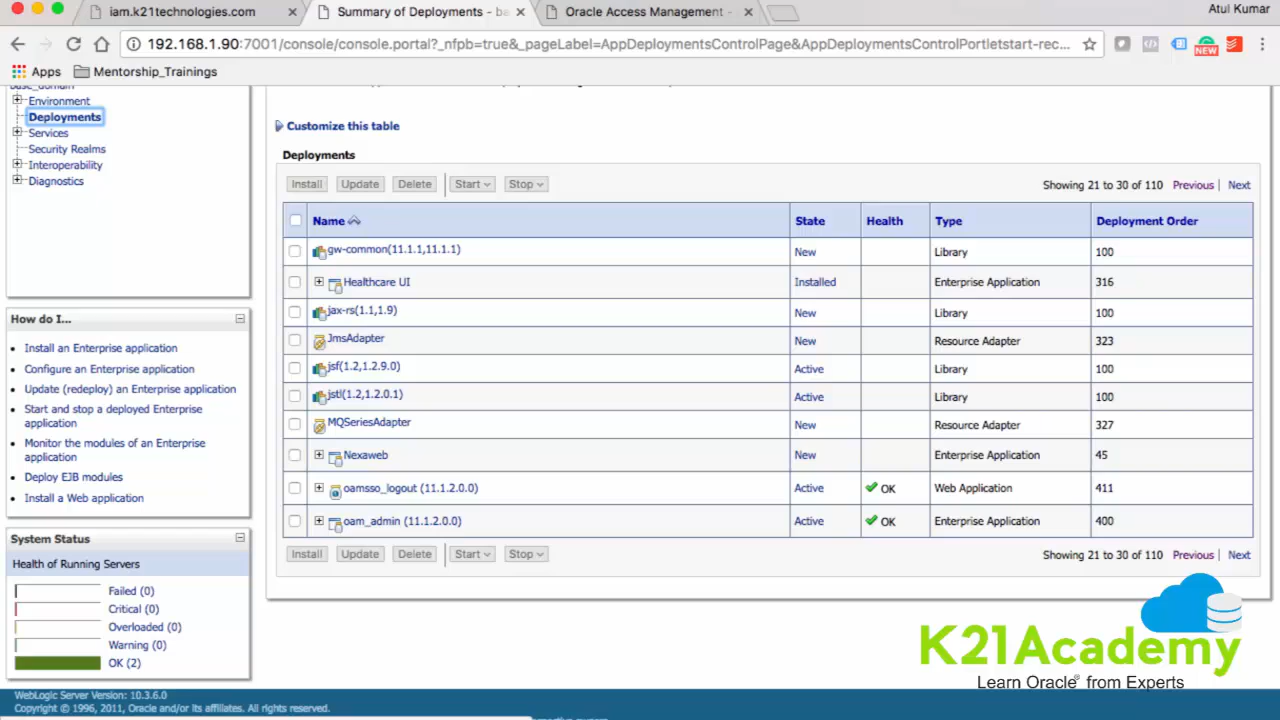 iam.k21technologies.com
Summary of Deployments - ba
Oracle Access Management -
Atul Kumar
192.168.1.90:7001/console/console.portal?_nfpb=true&_pageLabel=AppDeploymentsControlPage&AppDeploymentsControlPortletstart-rec...
NEW
Apps
Mentorship_Trainings
base_domain
Environment
Deployments
Services
Security Realms
Interoperability
Diagnostics
How do I...
Install an Enterprise application
Configure an Enterprise application
Update (redeploy) an Enterprise application
Start and stop a deployed Enterprise
application
Monitor the modules of an Enterprise
application
Deploy EJB modules
Install a Web application
System Status
Health of Running Servers
Failed (0)
Critical (0)
Overloaded (0)
Warning (0)
OK (2)
Customize this table
Deployments
Install Update Delete Start Stop Showing 21 to 30 of 110 Previous | Next
Name State Health Type Deployment Order
gw-common(11.1.1,11.1.1) New Library 100
Healthcare UI Installed Enterprise Application 316
jax-rs(1.1,1.9) New Library 100
JmsAdapter New Resource Adapter 323
jsf(1.2,1.2.9.0) Active Library 100
jstl(1.2,1.2.0.1) Active Library 100
MQSeriesAdapter New Resource Adapter 327
Nexaweb New Enterprise Application 45
oamsso_logout (11.1.2.0.0) Active OK Web Application 411
oam_admin (11.1.2.0.0) Active OK Enterprise Application 400
Install Update Delete Start Stop Showing 21 to 30 of 110 Previous | Next
K21Academy
Learn Oracle® from Experts
WebLogic Server Version: 10.3.6.0
Copyright © 1996, 2011, Oracle and/or its affiliates. All rights reserved.